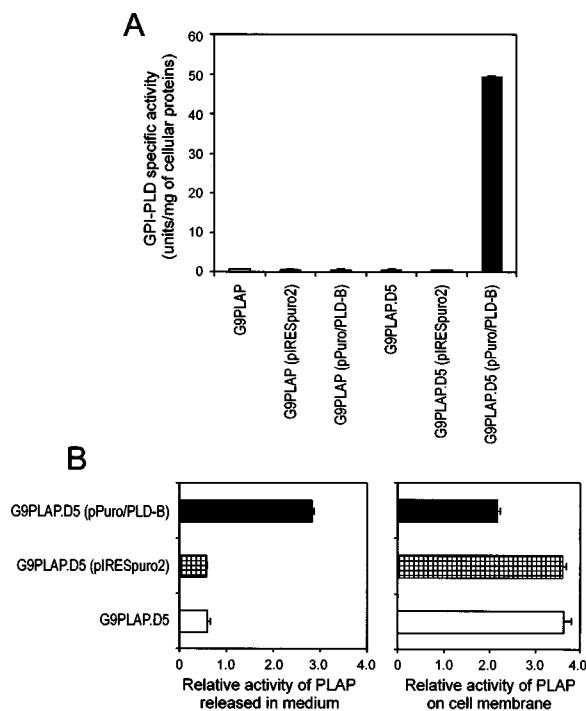 A
GPI-PLD specific activity
(units/mg of cellular proteins)
60
50
40
30
20
10
0
G9PLAP
G9PLAP (pIRESpuro2)
G9PLAP (pPuro/PLD-B)
G9PLAP.D5
G9PLAP.D5 (pIRESpuro2)
G9PLAP.D5 (pPuro/PLD-B)
B
G9PLAP.D5 (pPuro/PLD-B)
G9PLAP.D5 (pIRESpuro2)
G9PLAP.D5
0 1.0 2.0 3.0 4.0
Relative activity of PLAP
released in medium
0 1.0 2.0 3.0 4.0
Relative activity of PLAP
on cell membrane